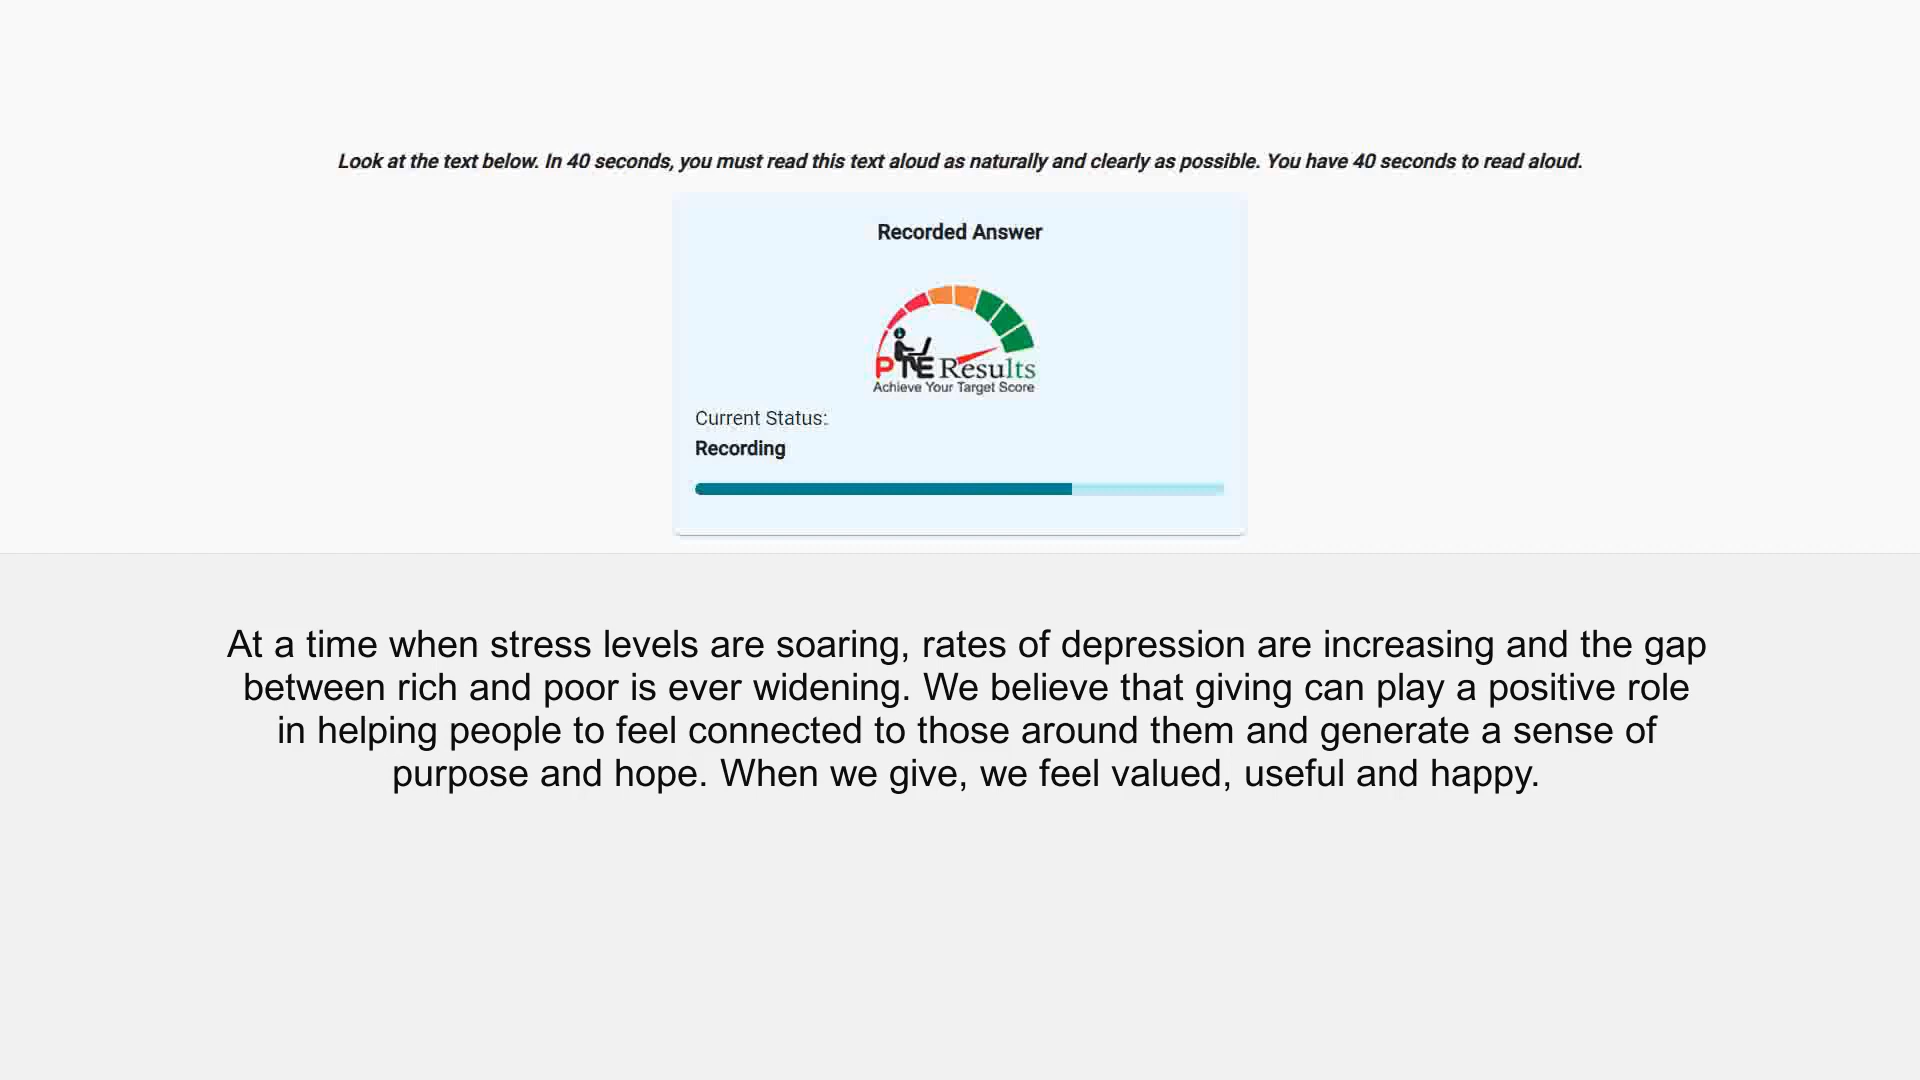 Look at the text below. In 40 seconds, you must read this text aloud as naturally and clearly as possible. You have 40 seconds to read aloud.
Recorded Answer
PTE Results
Achieve Your Target Score
Current Status:
Recording
At a time when stress levels are soaring, rates of depression are increasing and the gap
between rich and poor is ever widening. We believe that giving can play a positive role
in helping people to feel connected to those around them and generate a sense of
purpose and hope. When we give, we feel valued, useful and happy.